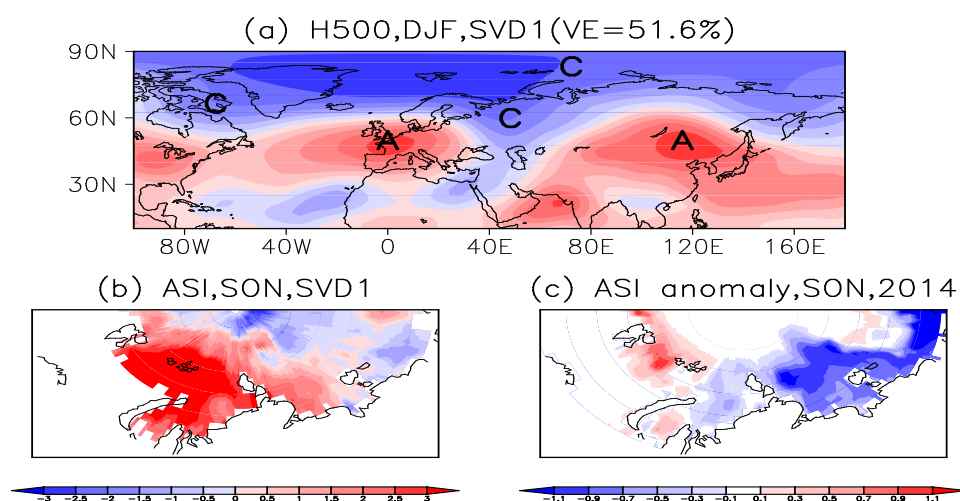 (a) H500,DJF,SVD1(VE=51.6%)
90N
60N
30N
C
C
C
A
A
80W 40W 0 40E 80E 120E 160E
(b) ASI,SON,SVD1
(c) ASI anomaly,SON,2014
-3 -2.5 -2 -1.5 -1 -0.5 0 0.5 1 1.5 2 2.5 3
-1.1 -0.9 -0.7 -0.5 -0.3 -0.1 0.1 0.3 0.5 0.7 0.9 1.1